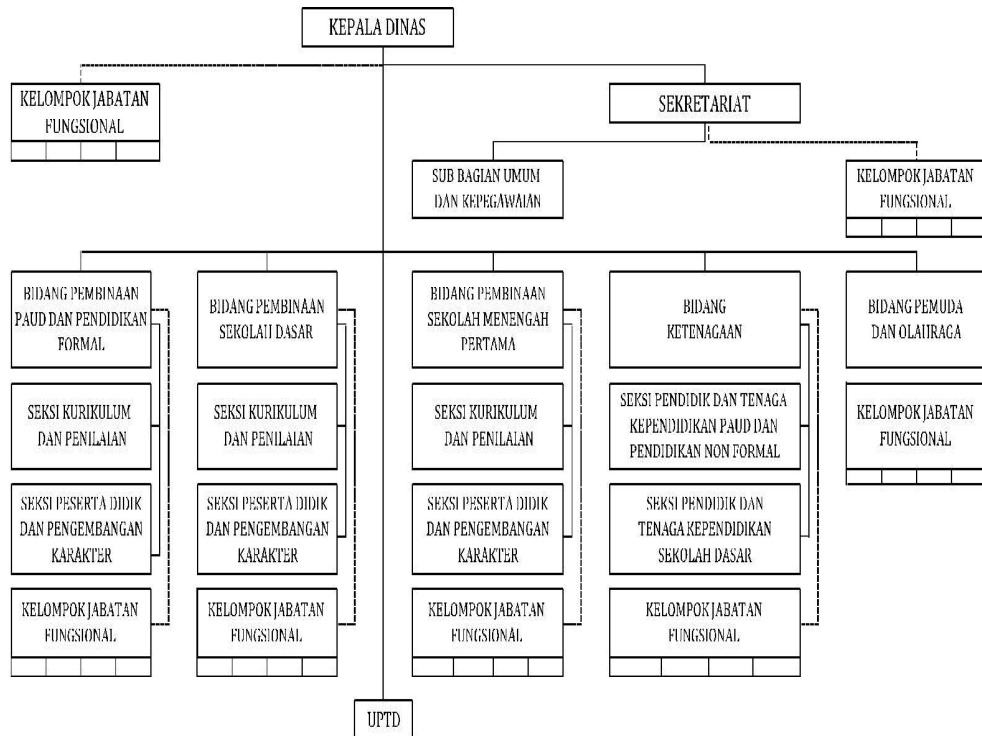 KEPALA DINAS
KELOMPOK JABATAN
FUNGSIONAL
SEKRETARIAT
SUB BAGIAN UMUM
DAN KEPEGAWAIAN
KELOMPOK JABATAN
FUNGSIONAL
BIDANG PEMBINAAN
PAUD DAN PENDIDIKAN
FORMAL
BIDANG PEMBINAAN
SEKOLAH DASAR
BIDANG PEMBINAAN
SEKOLAH MENENGAH
PERTAMA
BIDANG
KETENAGAAN
BIDANG PEMUDA
DAN OLAHRAGA
SEKSI KURIKULUM
DAN PENILAIAN
SEKSI KURIKULUM
DAN PENILAIAN
SEKSI KURIKULUM
DAN PENILAIAN
SEKSI PENDIDIK DAN TENAGA
KEPENDIDIKAN PAUD DAN
PENDIDIKAN NON FORMAL
KELOMPOK JABATAN
FUNGSIONAL
SEKSI PESERTA DIDIK
DAN PENGEMBANGAN
KARAKTER
SEKSI PESERTA DIDIK
DAN PENGEMBANGAN
KARAKTER
SEKSI PESERTA DIDIK
DAN PENGEMBANGAN
KARAKTER
SEKSI PENDIDIK DAN
TENAGA KEPENDIDIKAN
SEKOLAH DASAR
KELOMPOK JABATAN
FUNGSIONAL
KELOMPOK JABATAN
FUNGSIONAL
KELOMPOK JABATAN
FUNGSIONAL
KELOMPOK JABATAN
FUNGSIONAL
UPTD